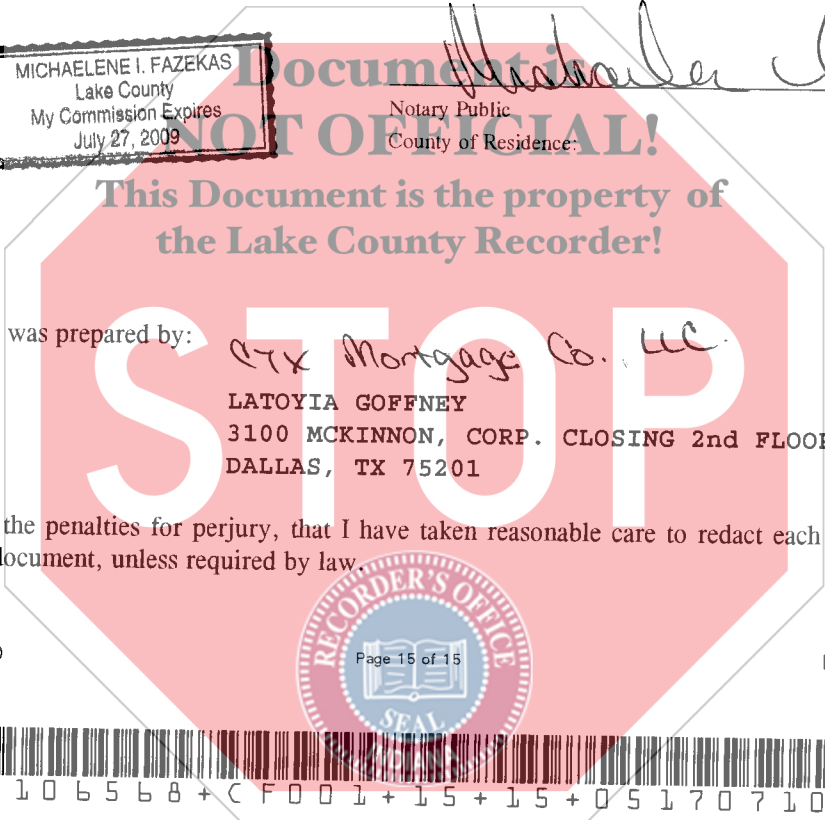 MICHAELENE I. FAZEKAS
Lake County
My Commission Expires
July 27, 2009
Document is
NOT OFFICIAL!
This Document is the property of
the Lake County Recorder!
Notary Public
County of Residence:
STOP
was prepared by:
CTX Mortgage Co. LLC.
LATOYIA GOFFNEY
3100 MCKINNON, CORP. CLOSING 2nd FLOOR
DALLAS, TX 75201
the penalties for perjury, that I have taken reasonable care to redact each
document, unless required by law.
RECORDER'S OFFICE
Page 15 of 15
SEAL
INDIANA
106568+CF001+15+15+05170710